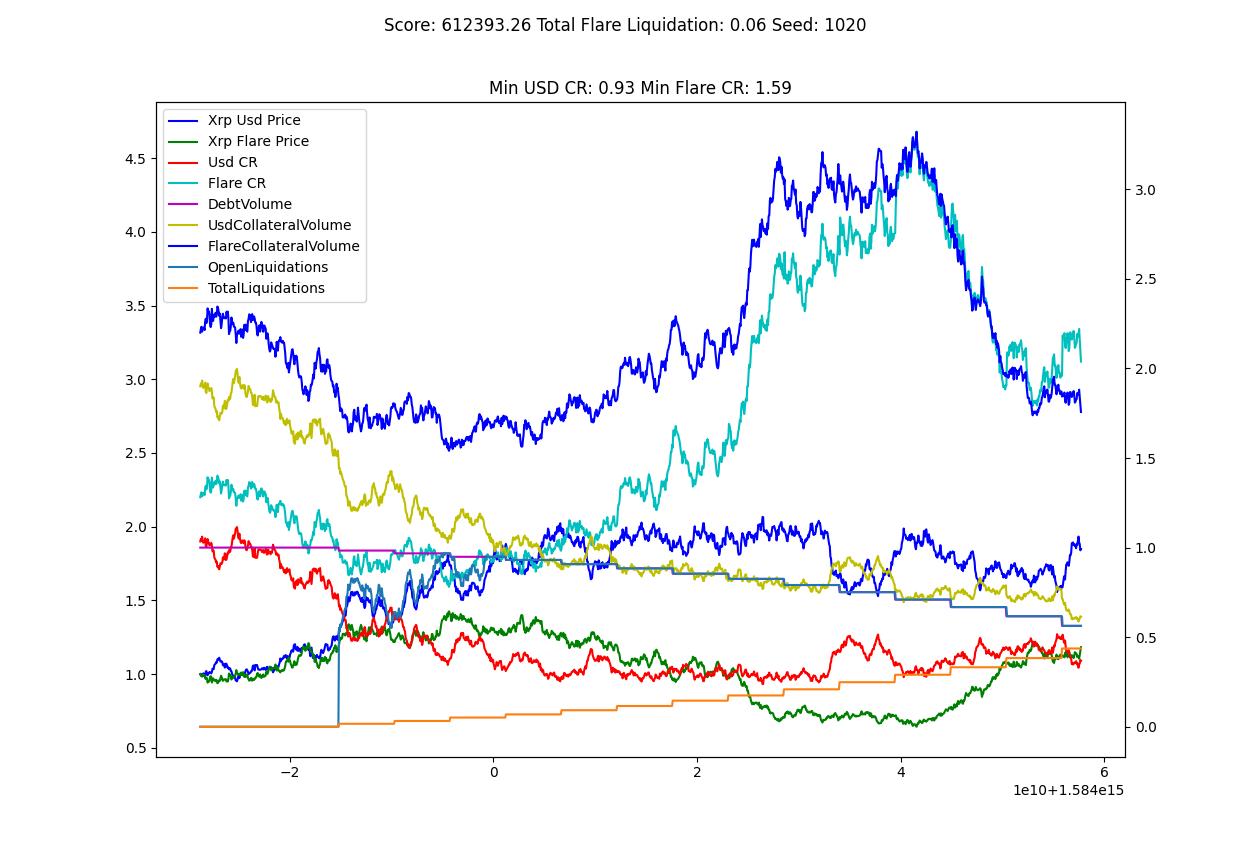 Score: 612393.26 Total Flare Liquidation: 0.06 Seed: 1020
Min USD CR: 0.93 Min Flare CR: 1.59
Xrp Usd Price
Xrp Flare Price
Usd CR
Flare CR
DebtVolume
UsdCollateralVolume
FlareCollateralVolume
OpenLiquidations
TotalLiquidations
4.5
4.0
3.5
3.0
2.5
2.0
1.5
1.0
0.5
3.0
2.5
2.0
1.5
1.0
0.5
0.0
−2 0 2 4 6
1e10+1.584e15